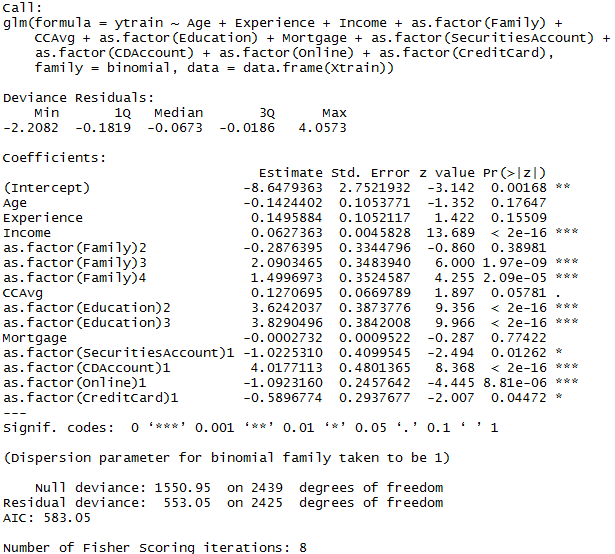 Call:
glm(formula = ytrain ~ Age + Experience + Income + as.factor(Family) +
    CCAvg + as.factor(Education) + Mortgage + as.factor(SecuritiesAccount) +
    as.factor(CDAccount) + as.factor(Online) + as.factor(CreditCard),
    family = binomial, data = data.frame(Xtrain))

Deviance Residuals:
    Min       1Q   Median       3Q      Max
-2.2082  -0.1819  -0.0673  -0.0186   4.0573

Coefficients:
                                Estimate Std. Error z value Pr(>|z|)
(Intercept)                   -8.6479363  2.7521932  -3.142  0.00168 **
Age                           -0.1424402  0.1053771  -1.352  0.17647
Experience                     0.1495884  0.1052117   1.422  0.15509
Income                         0.0627363  0.0045828  13.689  < 2e-16 ***
as.factor(Family)2            -0.2876395  0.3344796  -0.860  0.38981
as.factor(Family)3             2.0903465  0.3483940   6.000 1.97e-09 ***
as.factor(Family)4             1.4996973  0.3524587   4.255 2.09e-05 ***
CCAvg                          0.1270695  0.0669789   1.897  0.05781 .
as.factor(Education)2          3.6242037  0.3873776   9.356  < 2e-16 ***
as.factor(Education)3          3.8290496  0.3842008   9.966  < 2e-16 ***
Mortgage                      -0.0002732  0.0009522  -0.287  0.77422
as.factor(SecuritiesAccount)1 -1.0225310  0.4099545  -2.494  0.01262 *
as.factor(CDAccount)1          4.0177113  0.4801365   8.368  < 2e-16 ***
as.factor(Online)1            -1.0923160  0.2457642  -4.445 8.81e-06 ***
as.factor(CreditCard)1        -0.5896774  0.2937677  -2.007  0.04472 *
---
Signif. codes:  0 ‘***’ 0.001 ‘**’ 0.01 ‘*’ 0.05 ‘.’ 0.1 ‘ ’ 1

(Dispersion parameter for binomial family taken to be 1)

    Null deviance: 1550.95  on 2439  degrees of freedom
Residual deviance:  553.05  on 2425  degrees of freedom
AIC: 583.05

Number of Fisher Scoring iterations: 8